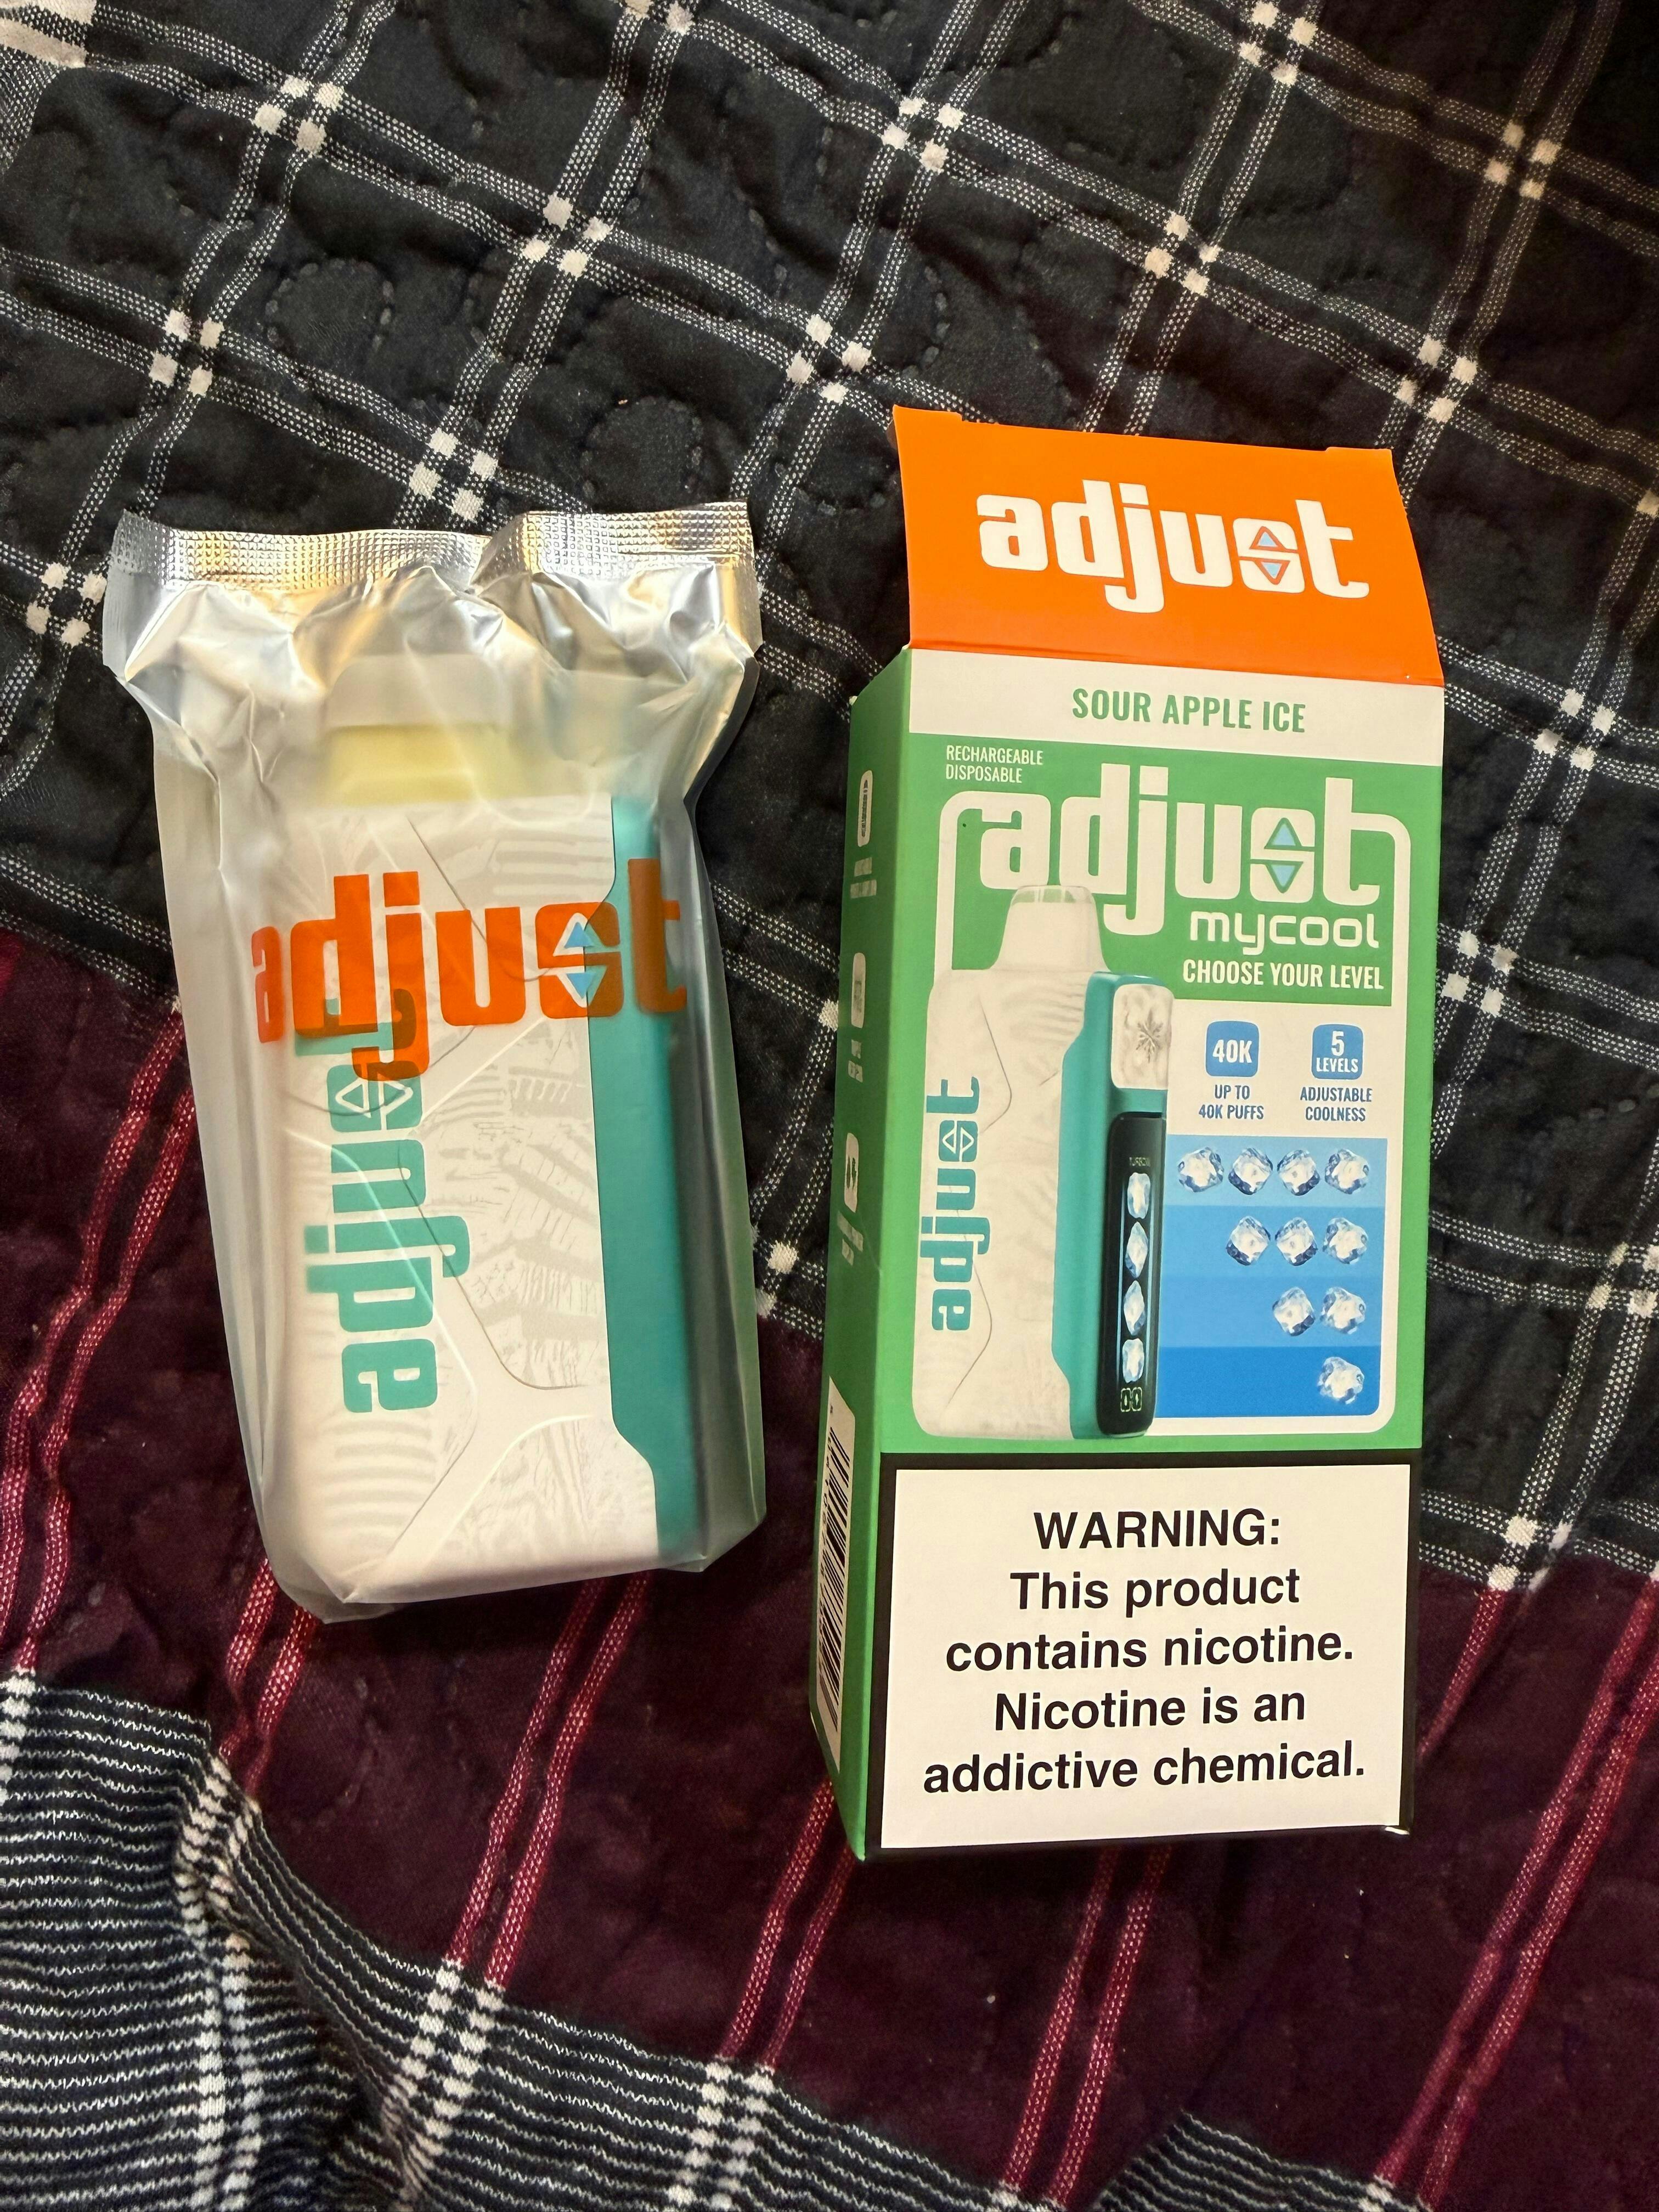 adjust
adjust
adjust
SOUR APPLE ICE
RECHARGEABLE
DISPOSABLE
adjust
mycool
CHOOSE YOUR LEVEL
40K
5
LEVELS
UP TO
40K PUFFS
ADJUSTABLE
COOLNESS
adjust
WARNING:
This product
contains nicotine.
Nicotine is an
addictive chemical.